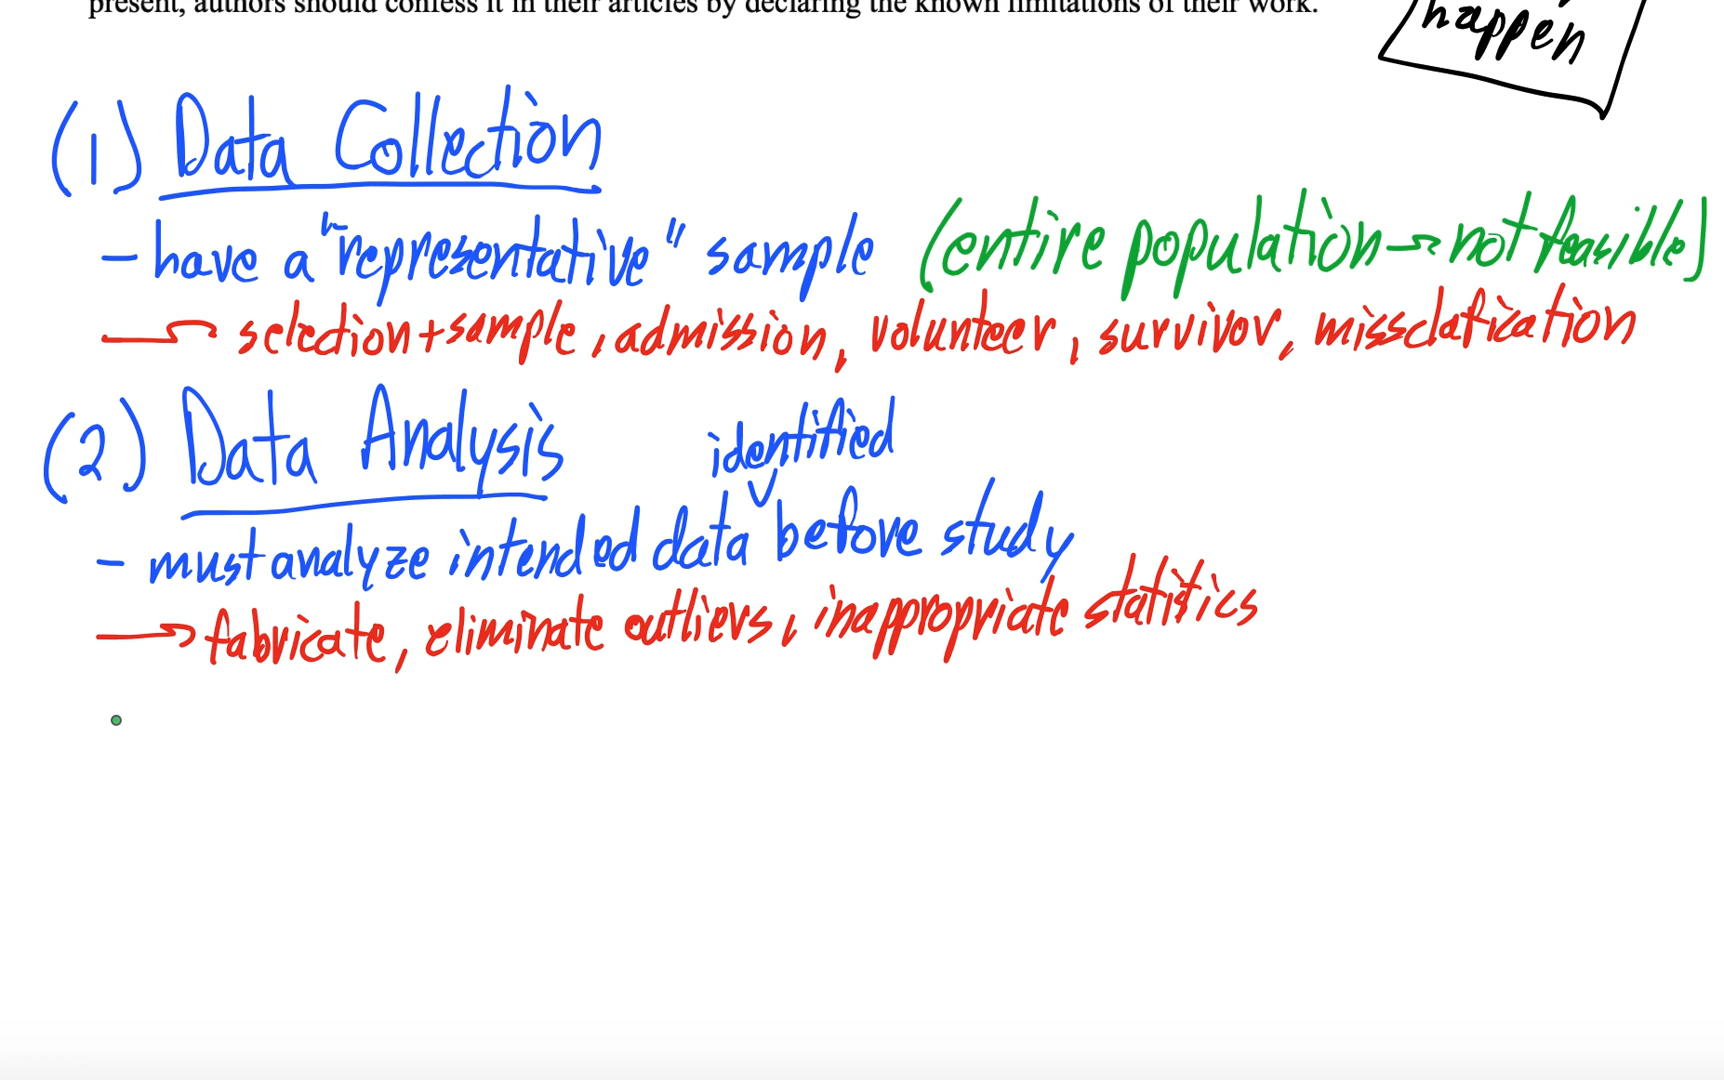 present, authors should confess it in their articles by declaring the known limitations of their work.
happen
(1) Data Collection
- have a "representative" sample (entire population → not feasible)
→ selection + sample, admission, volunteer, survivor, missclafication
(2) Data Analysis
identified
- must analyze intended data before study
→ fabricate, eliminate outliers, inappropriate statistics